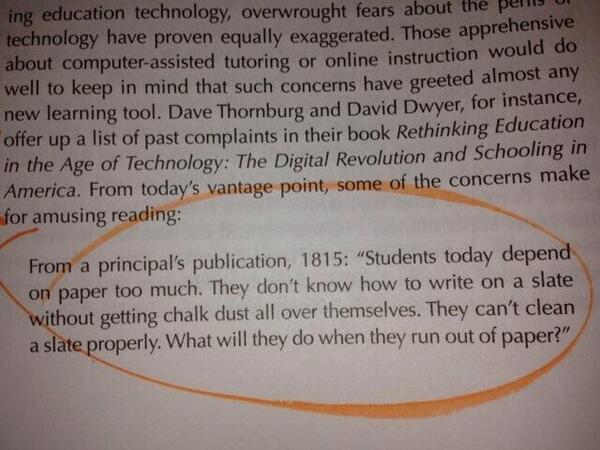 ing education technology, overwrought fears about the perils of
technology have proven equally exaggerated. Those apprehensive
about computer-assisted tutoring or online instruction would do
well to keep in mind that such concerns have greeted almost any
new learning tool. Dave Thornburg and David Dwyer, for instance,
offer up a list of past complaints in their book Rethinking Education
in the Age of Technology: The Digital Revolution and Schooling in
America. From today's vantage point, some of the concerns make
for amusing reading:
From a principal's publication, 1815: “Students today depend
on paper too much. They don't know how to write on a slate
without getting chalk dust all over themselves. They can't clean
a slate properly. What will they do when they run out of paper?”